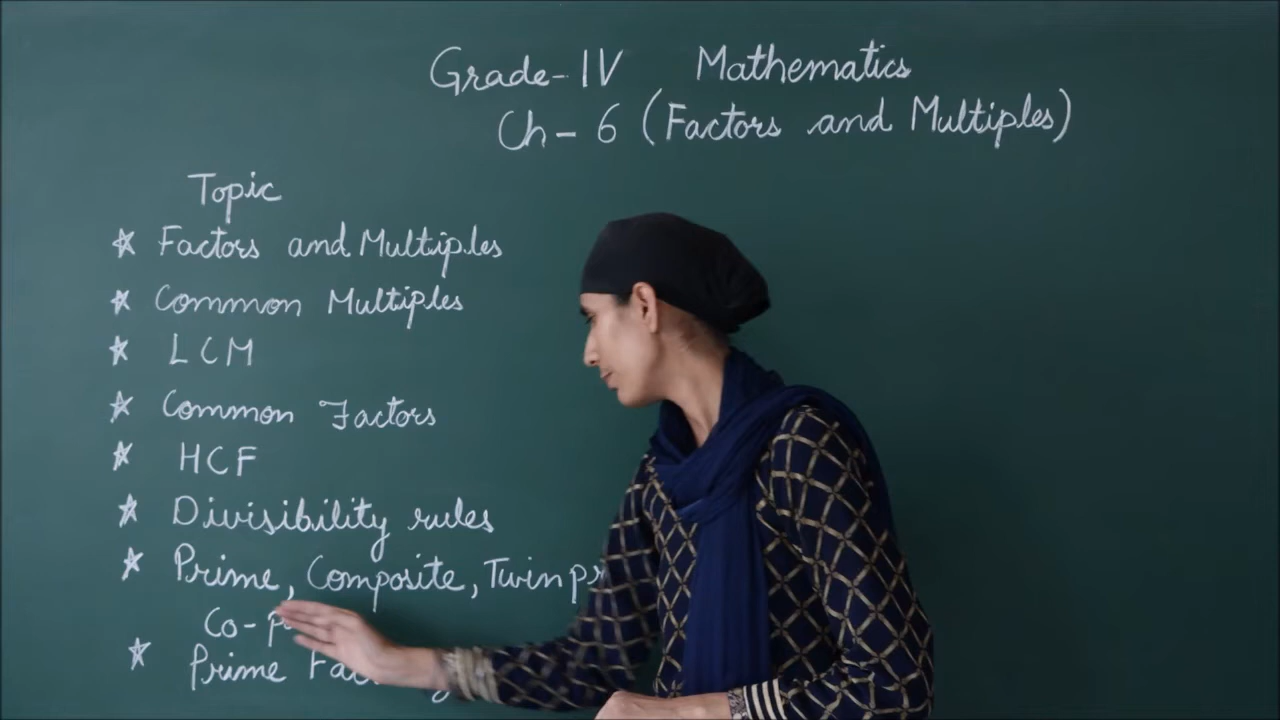 Grade-IV Mathematics
Ch-6 (Factors and Multiples)
Topic
★ Factors and Multiples
★ Common Multiples
★ LCM
★ Common Factors
★ HCF
★ Divisibility rules
★ Prime, Composite, Twin
★ Prime